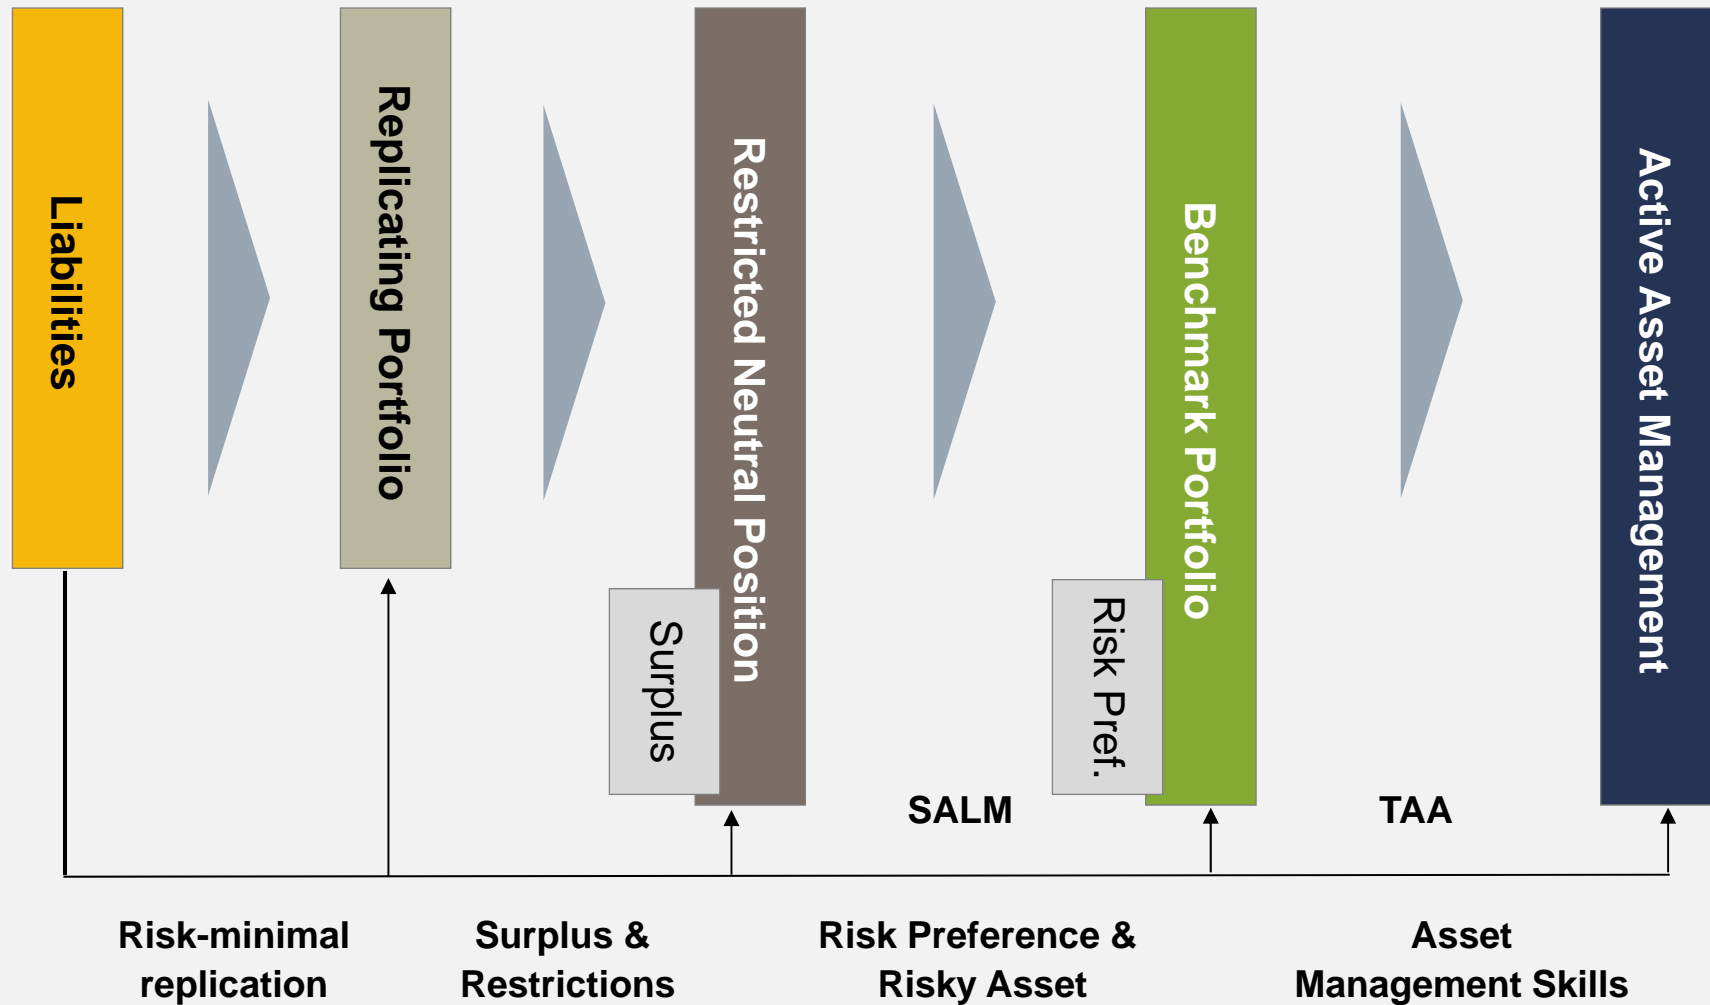 Liabilities
Replicating Portfolio
Restricted Neutral Position
Surplus
Benchmark Portfolio
Risk Pref.
Active Asset Management
SALM
TAA
Risk-minimal
replication
Surplus &
Restrictions
Risk Preference &
Risky Asset
Asset
Management Skills